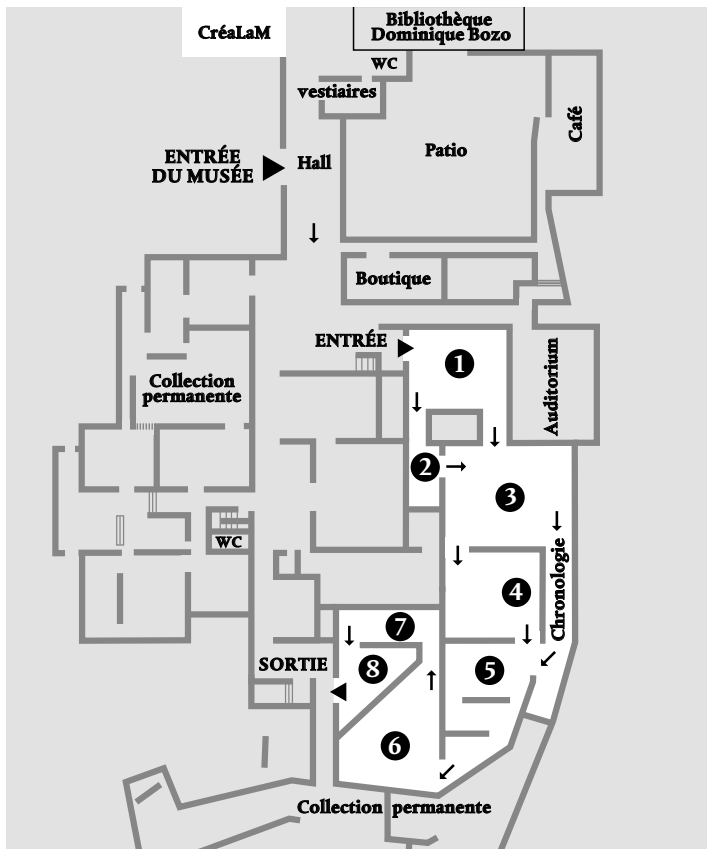 CréaLaM
Bibliothèque
Dominique Bozo
WC
vestiaires
Café
ENTRÉE
DU MUSÉE
Hall
Patio
Boutique
ENTRÉE
1
Auditorium
Collection
permanente
2
3
WC
Chronologie
4
7
SORTIE
8
5
6
Collection permanente